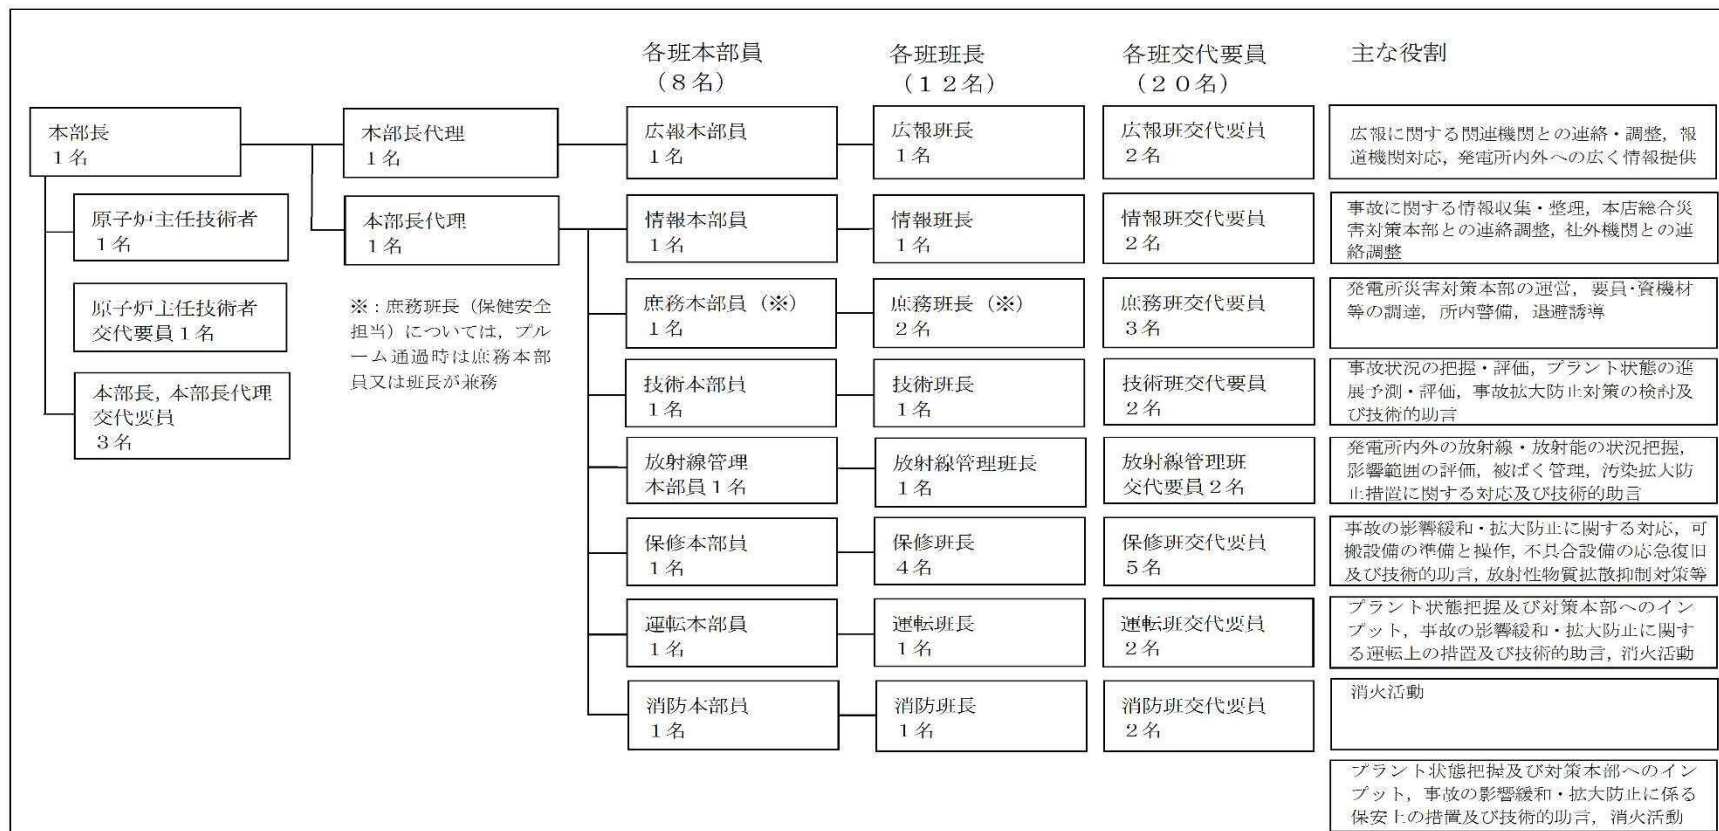 各班本部員
（８名）
各班班長
（１２名）
各班交代要員
（２０名）
主な役割
本部長
１名
本部長代理
１名
広報本部員
１名
広報班長
１名
広報班交代要員
２名
広報に関する関連機関との連絡・調整，報
道機関対応，発電所内外への広く情報提供
原子炉主任技術者
１名
本部長代理
１名
情報本部員
１名
情報班長
１名
情報班交代要員
２名
事故に関する情報収集・整理，本店総合災
害対策本部との連絡調整，社外機関との連
絡調整
原子炉主任技術者
交代要員１名
※：庶務班長（保健安全
担当）については，プル
ーム通過時は庶務本部
員又は班長が兼務
庶務本部員（※）
１名
庶務班長（※）
２名
庶務班交代要員
３名
発電所災害対策本部の運営，要員・資機材
等の調達，所内警備，退避誘導
本部長，本部長代理
交代要員
３名
技術本部員
１名
技術班長
１名
技術班交代要員
２名
事故状況の把握・評価，プラント状態の進
展予測・評価，事故拡大防止対策の検討及
び技術的助言
放射線管理
本部員１名
放射線管理班長
１名
放射線管理班
交代要員２名
発電所内外の放射線・放射能の状況把握，
影響範囲の評価，被ばく管理，汚染拡大防
止措置に関する対応及び技術的助言
保修本部員
１名
保修班長
４名
保修班交代要員
５名
事故の影響緩和・拡大防止に関する対応，可
搬設備の準備と操作，不具合設備の応急復旧
及び技術的助言，放射性物質拡散抑制対策等
運転本部員
１名
運転班長
１名
運転班交代要員
２名
プラント状態把握及び対策本部へのイン
プット，事故の影響緩和・拡大防止に関す
る運転上の措置及び技術的助言，消火活動
消防本部員
１名
消防班長
１名
消防班交代要員
２名
消火活動
プラント状態把握及び対策本部へのイン
プット，事故の影響緩和・拡大防止に係る
保安上の措置及び技術的助言，消火活動